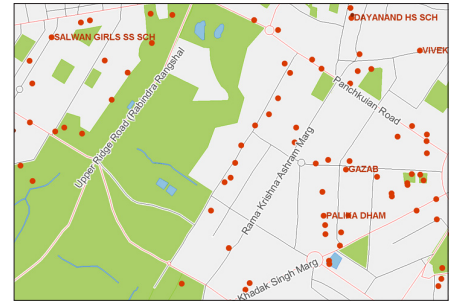 DAYANAND HS SCH
SALWAN GIRLS SS SCH
VIVEK
Panchkuian Road
Upper Ridge Road (Rabindra Rangshal
Rama Krishna Ashram Marg
GAZAB
PALIKA DHAM
Khadak Singh Marg